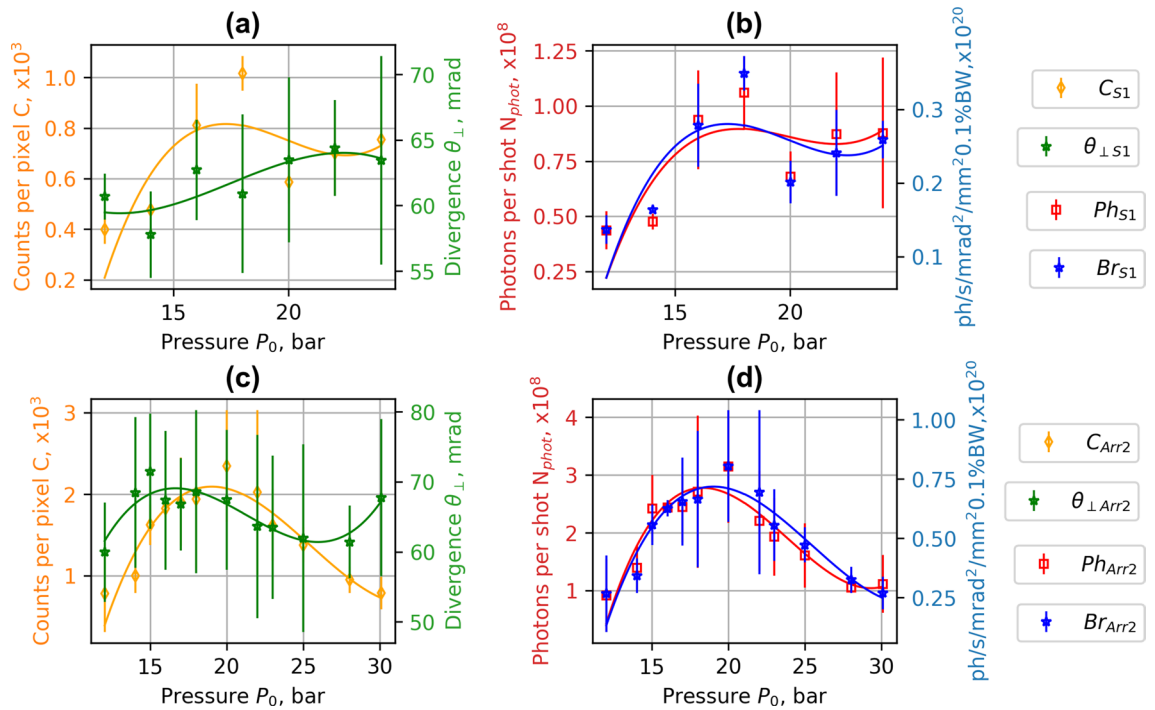 (a)
(b)
Counts per pixel C, x10³
1.0
0.8
0.6
0.4
0.2
70
65
60
55
Divergence θ⊥, mrad
15 20
Pressure P₀, bar
Photons per shot Nₚₕₒₜ, x10⁸
1.25
1.00
0.75
0.50
0.25
0.3
0.2
0.1
ph/s/mrad²/mm²0.1%BW,x10²⁰
15 20
Pressure P₀, bar
C_S1
θ⊥S1
Ph_S1
Br_S1
(c)
(d)
Counts per pixel C, x10³
3
2
1
80
70
60
50
Divergence θ⊥, mrad
15 20 25 30
Pressure P₀, bar
Photons per shot Nₚₕₒₜ, x10⁸
4
3
2
1
1.00
0.75
0.50
0.25
ph/s/mrad²/mm²0.1%BW,x10²⁰
15 20 25 30
Pressure P₀, bar
C_Arr2
θ⊥Arr2
Ph_Arr2
Br_Arr2